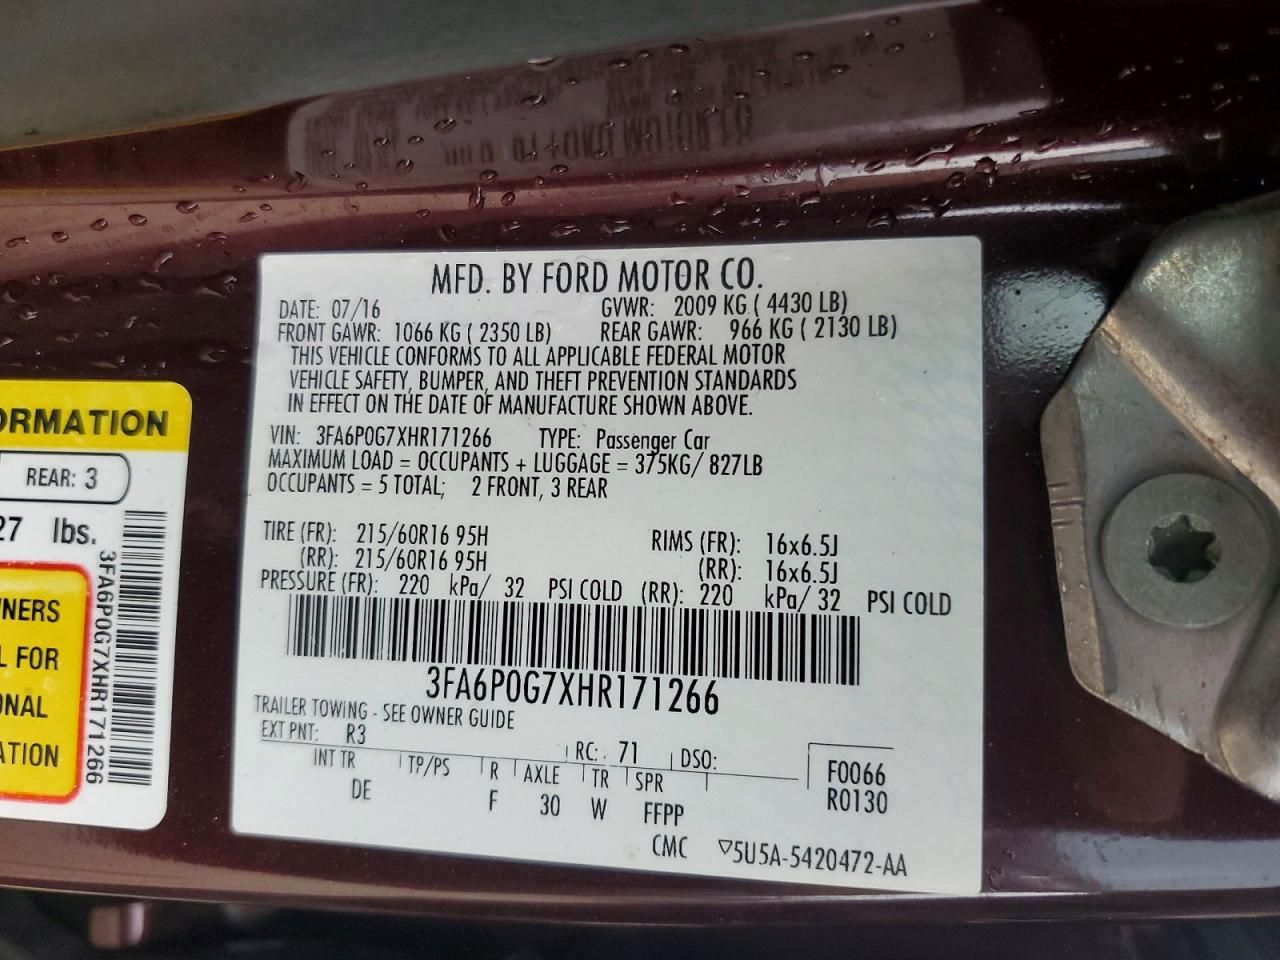 MFD. BY FORD MOTOR CO.
DATE: 07/16 GVWR: 2009 KG ( 4430 LB)
FRONT GAWR: 1066 KG ( 2350 LB) REAR GAWR: 966 KG ( 2130 LB)
THIS VEHICLE CONFORMS TO ALL APPLICABLE FEDERAL MOTOR
VEHICLE SAFETY, BUMPER, AND THEFT PREVENTION STANDARDS
IN EFFECT ON THE DATE OF MANUFACTURE SHOWN ABOVE.
VIN: 3FA6P0G7XHR171266 TYPE: Passenger Car
MAXIMUM LOAD = OCCUPANTS + LUGGAGE = 375KG/ 827LB
OCCUPANTS = 5 TOTAL; 2 FRONT, 3 REAR
TIRE (FR): 215/60R16 95H RIMS (FR): 16x6.5J
(RR): 215/60R16 95H (RR): 16x6.5J
PRESSURE (FR): 220 kPa/ 32 PSI COLD (RR): 220 kPa/ 32 PSI COLD
3FA6P0G7XHR171266
TRAILER TOWING - SEE OWNER GUIDE
EXT PNT: R3 RC: 71 DSO:
INT TR TP/PS R AXLE TR SPR F0066
DE F 30 W FFPP R0130
CMC ▽5U5A-5420472-AA
ORMATION
REAR: 3
27 lbs.
NERS
L FOR
ONAL
ATION
3FA6P0G7XHR171266